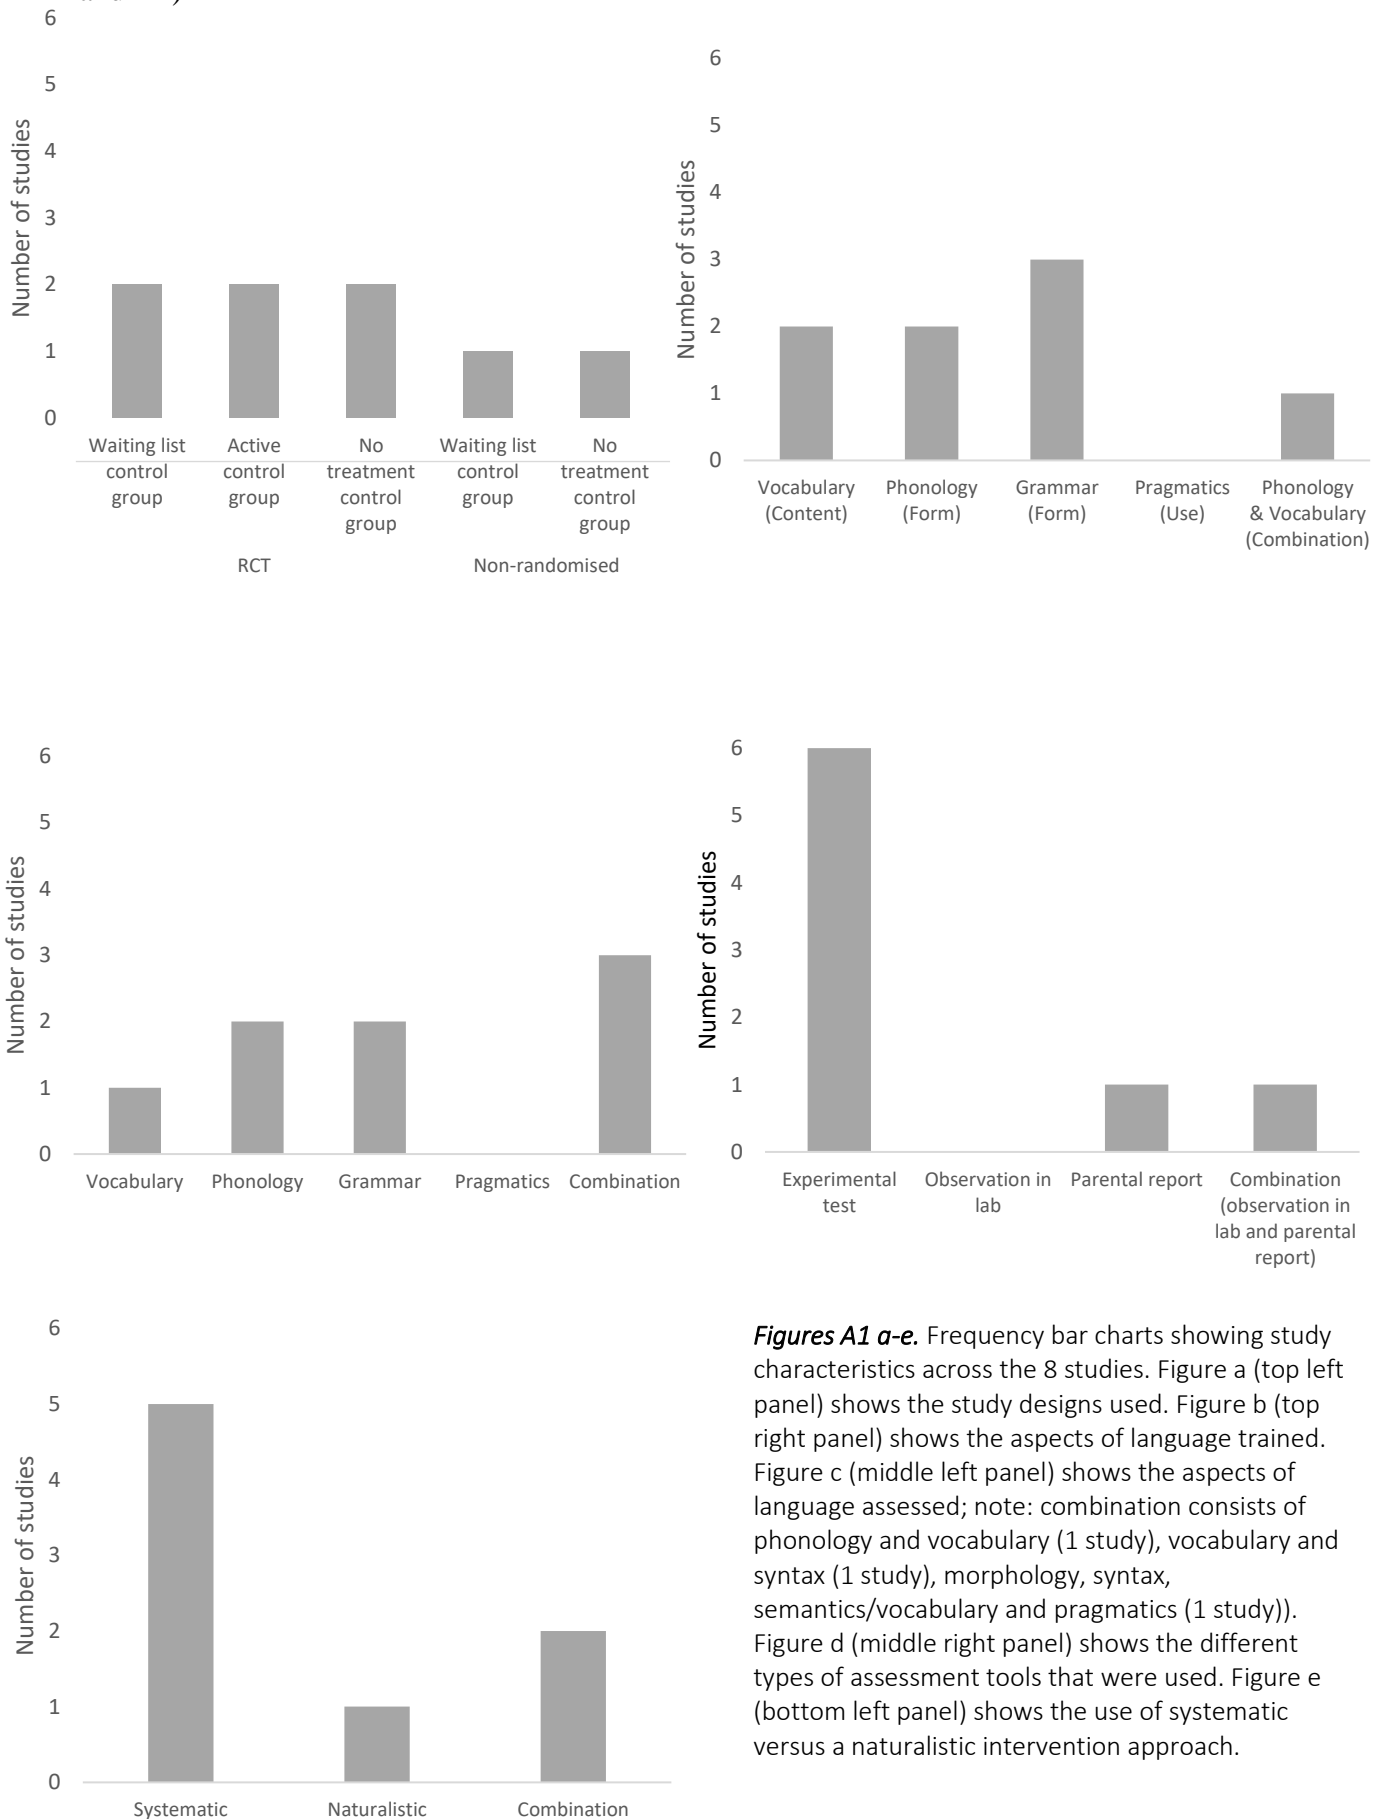 6
5
4
3
2
1
0
Number of studies
Waiting list control group
Active control group
No treatment control group
Waiting list control group
No treatment control group
RCT
Non-randomised
6
5
4
3
2
1
0
Number of studies
Vocabulary (Content)
Phonology (Form)
Grammar (Form)
Pragmatics (Use)
Phonology & Vocabulary (Combination)
6
5
4
3
2
1
0
Number of studies
Vocabulary
Phonology
Grammar
Pragmatics
Combination
6
5
4
3
2
1
0
Number of studies
Experimental test
Observation in lab
Parental report
Combination (observation in lab and parental report)
6
5
4
3
2
1
0
Number of studies
Systematic
Naturalistic
Combination
Figures A1 a-e. Frequency bar charts showing study
characteristics across the 8 studies. Figure a (top left
panel) shows the study designs used. Figure b (top
right panel) shows the aspects of language trained.
Figure c (middle left panel) shows the aspects of
language assessed; note: combination consists of
phonology and vocabulary (1 study), vocabulary and
syntax (1 study), morphology, syntax,
semantics/vocabulary and pragmatics (1 study)).
Figure d (middle right panel) shows the different
types of assessment tools that were used. Figure e
(bottom left panel) shows the use of systematic
versus a naturalistic intervention approach.